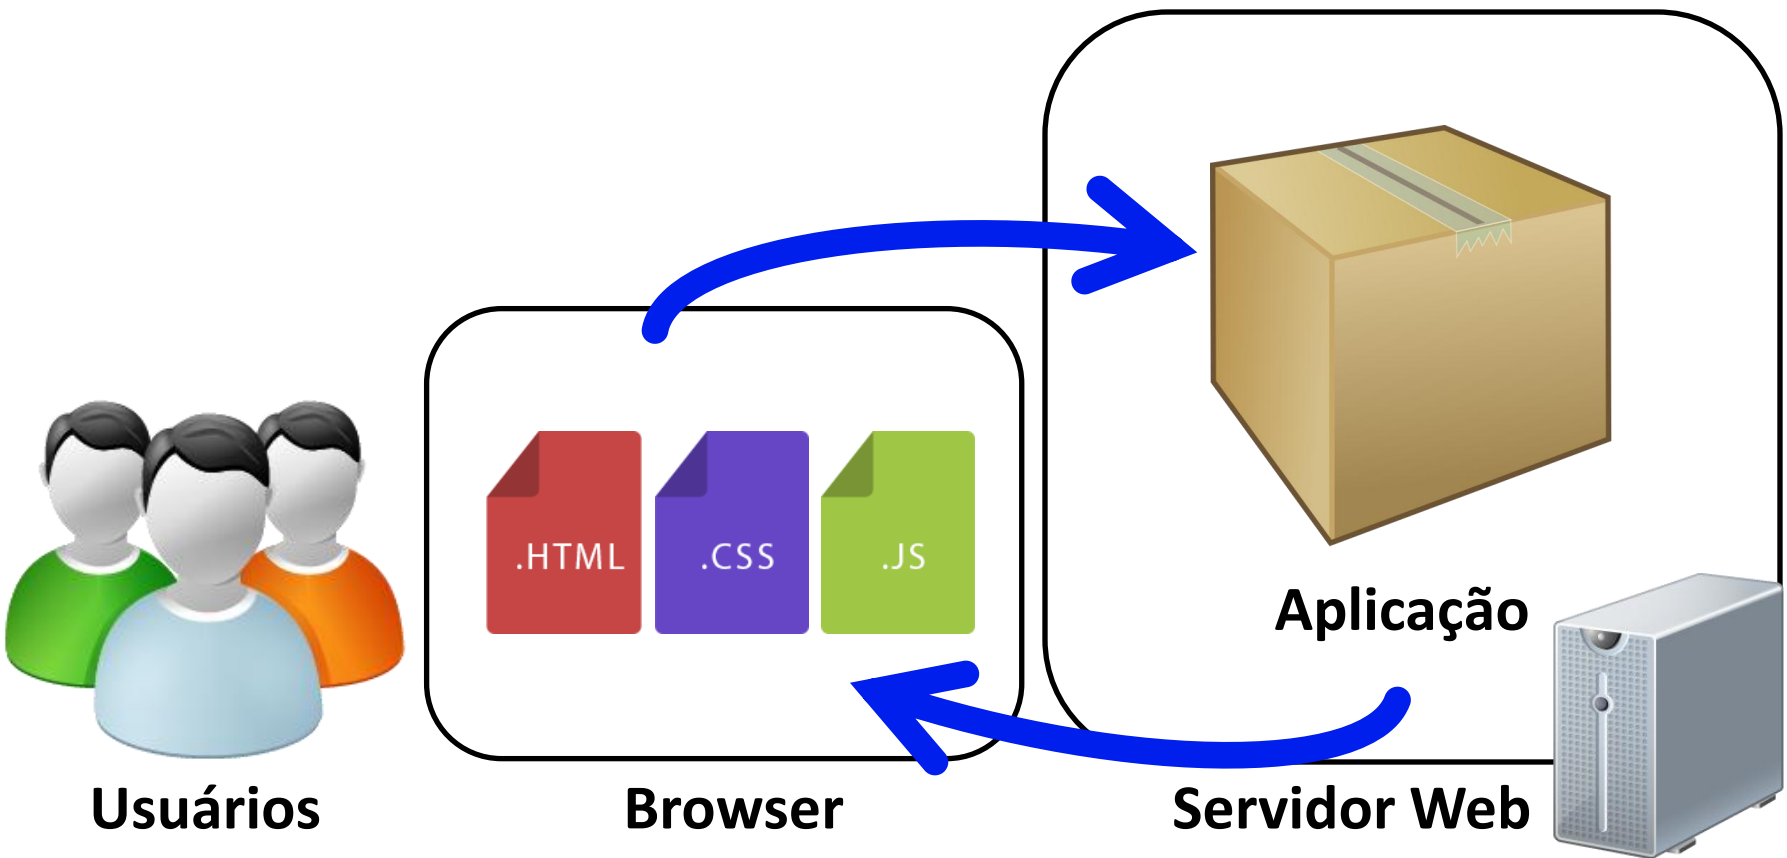 .HTML
.CSS
.JS
Aplicação
Usuários
Browser
Servidor Web